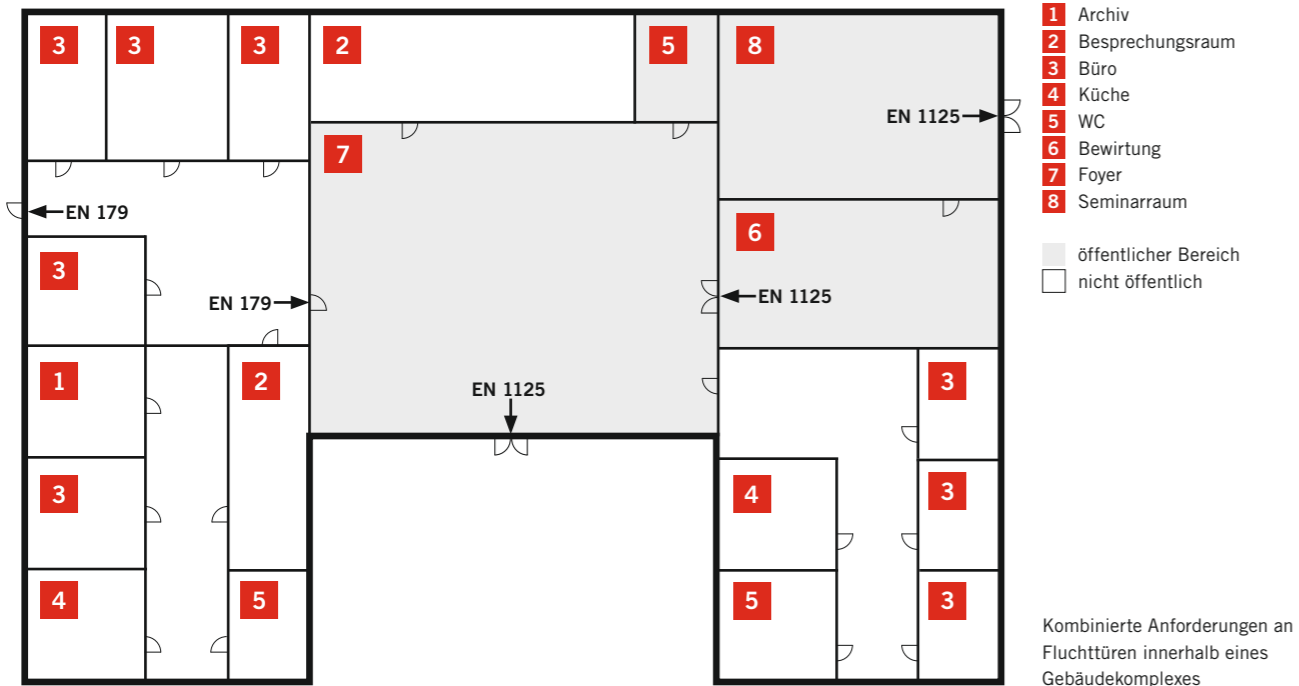 3 3 3 2 5 8
EN 1125
7
EN 179
6
3
EN 179
EN 1125
1 2
EN 1125
3
3
4
3
4 5
5
3
1 Archiv
2 Besprechungsraum
3 Büro
4 Küche
5 WC
6 Bewirtung
7 Foyer
8 Seminarraum
öffentlicher Bereich
nicht öffentlich
Kombinierte Anforderungen an
Fluchttüren innerhalb eines
Gebäudekomplexes